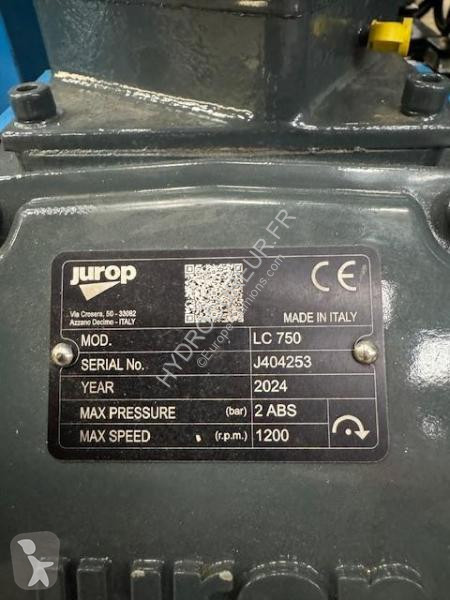 jurop
CE
Via Crosera, 50 - 33082
Azzano Decimo - ITALY
MADE IN ITALY
MOD. LC 750
SERIAL No. J404253
YEAR 2024
MAX PRESSURE (bar) 2 ABS
MAX SPEED (r.p.m.) 1200
HYDROCUREUR.FR